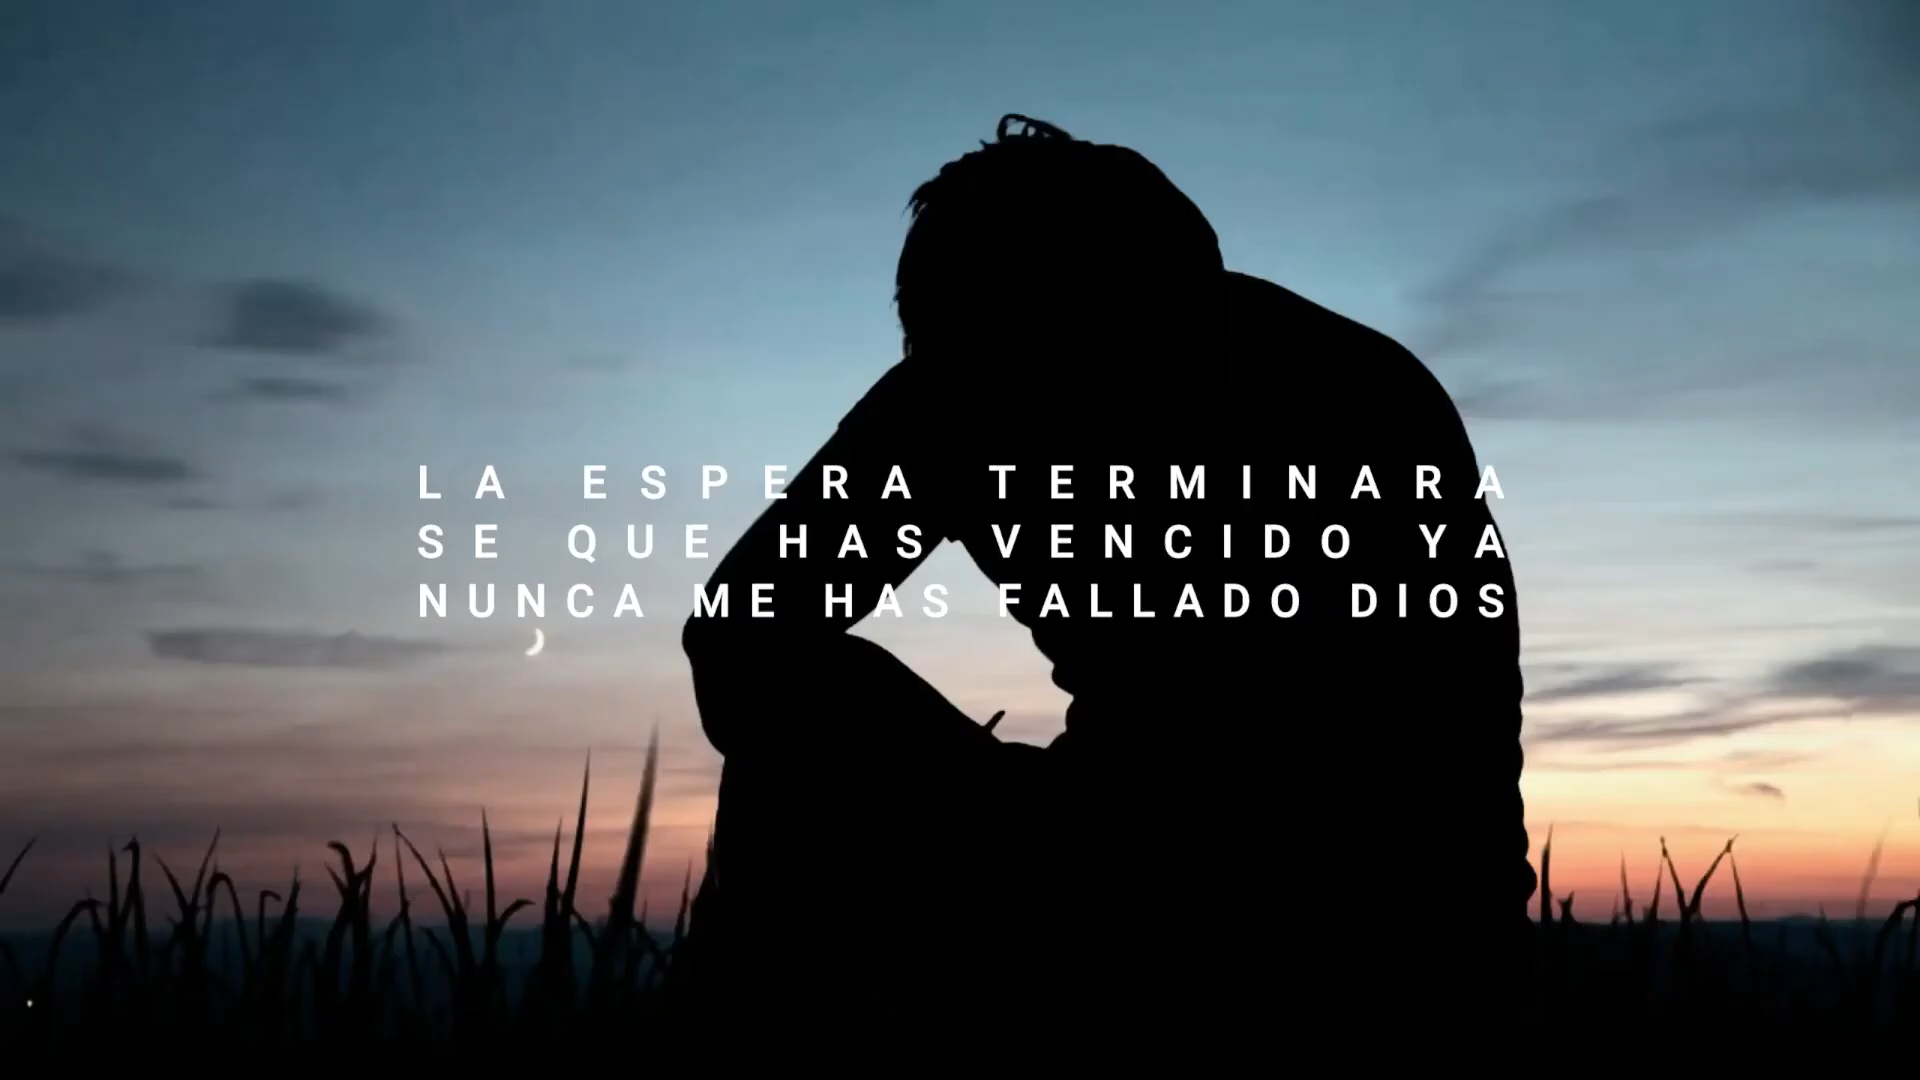 LA ESPERA TERMINARA
SE QUE HAS VENCIDO YA
NUNCA ME HAS FALLADO DIOS